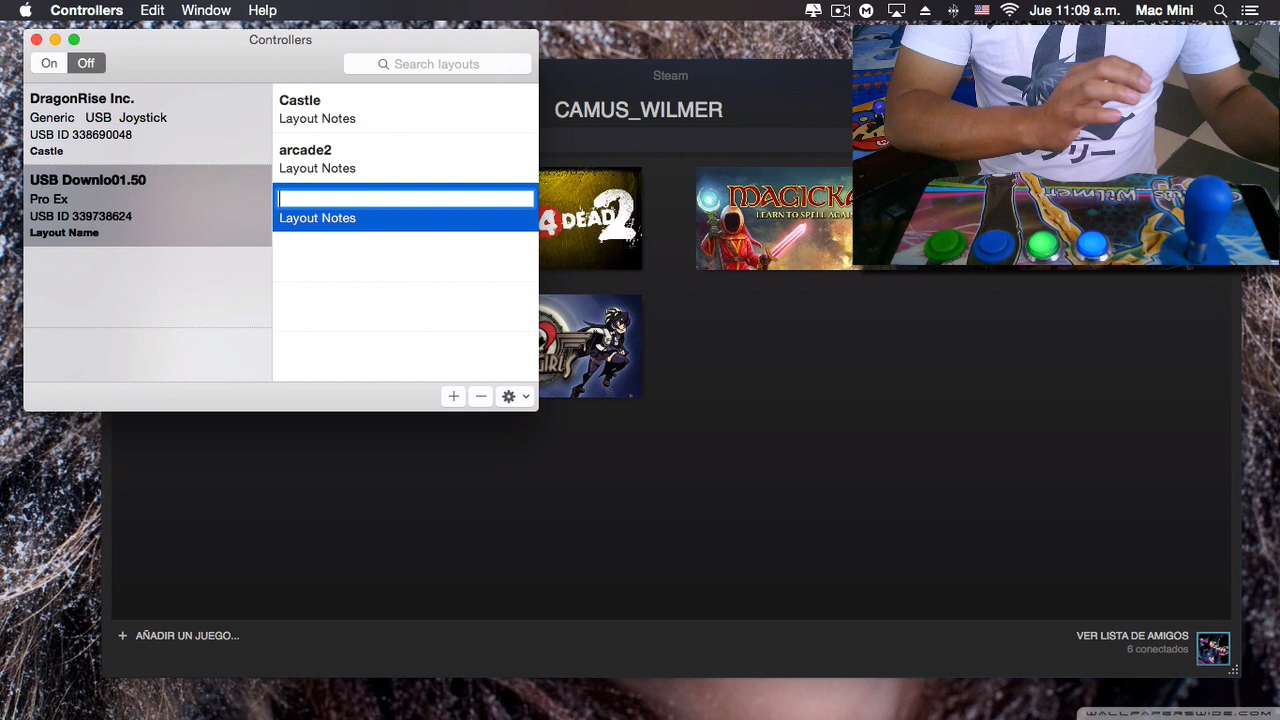 Controllers Edit Window Help
Jue 11:09 a.m. Mac Mini
Controllers
On Off
Search layouts
DragonRise Inc.
Generic USB Joystick
USB ID 338690048
Castle
USB Downlo01.50
Pro Ex
USB ID 339738624
Layout Name
Castle
Layout Notes
arcade2
Layout Notes
Layout Notes
Steam
CAMUS_WILMER
4 DEAD 2
MAGICKA
LEARN TO SPELL AGAI
GIRLS
Wilmer
+ AÑADIR UN JUEGO...
VER LISTA DE AMIGOS
6 conectados
WALLPAPERSWIDE.COM